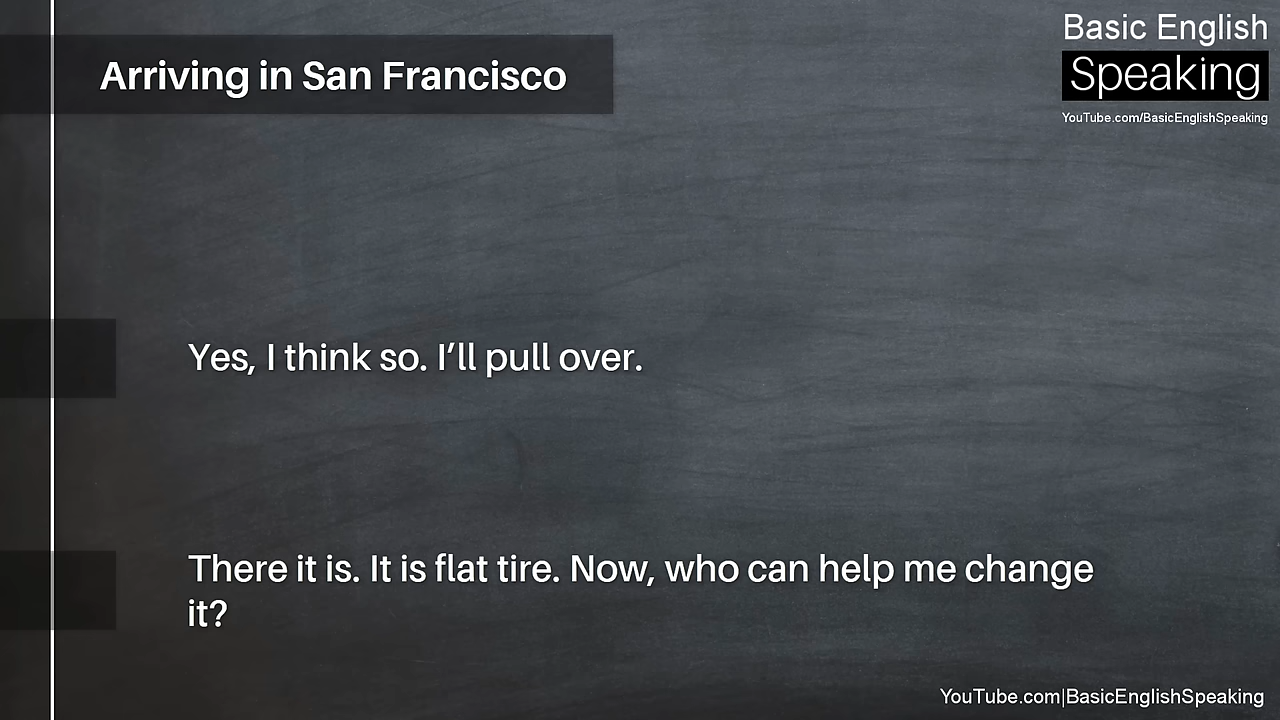 Basic English
Speaking
YouTube.com/BasicEnglishSpeaking
Arriving in San Francisco
Yes, I think so. I’ll pull over.
There it is. It is flat tire. Now, who can help me change
it?
YouTube.com|BasicEnglishSpeaking